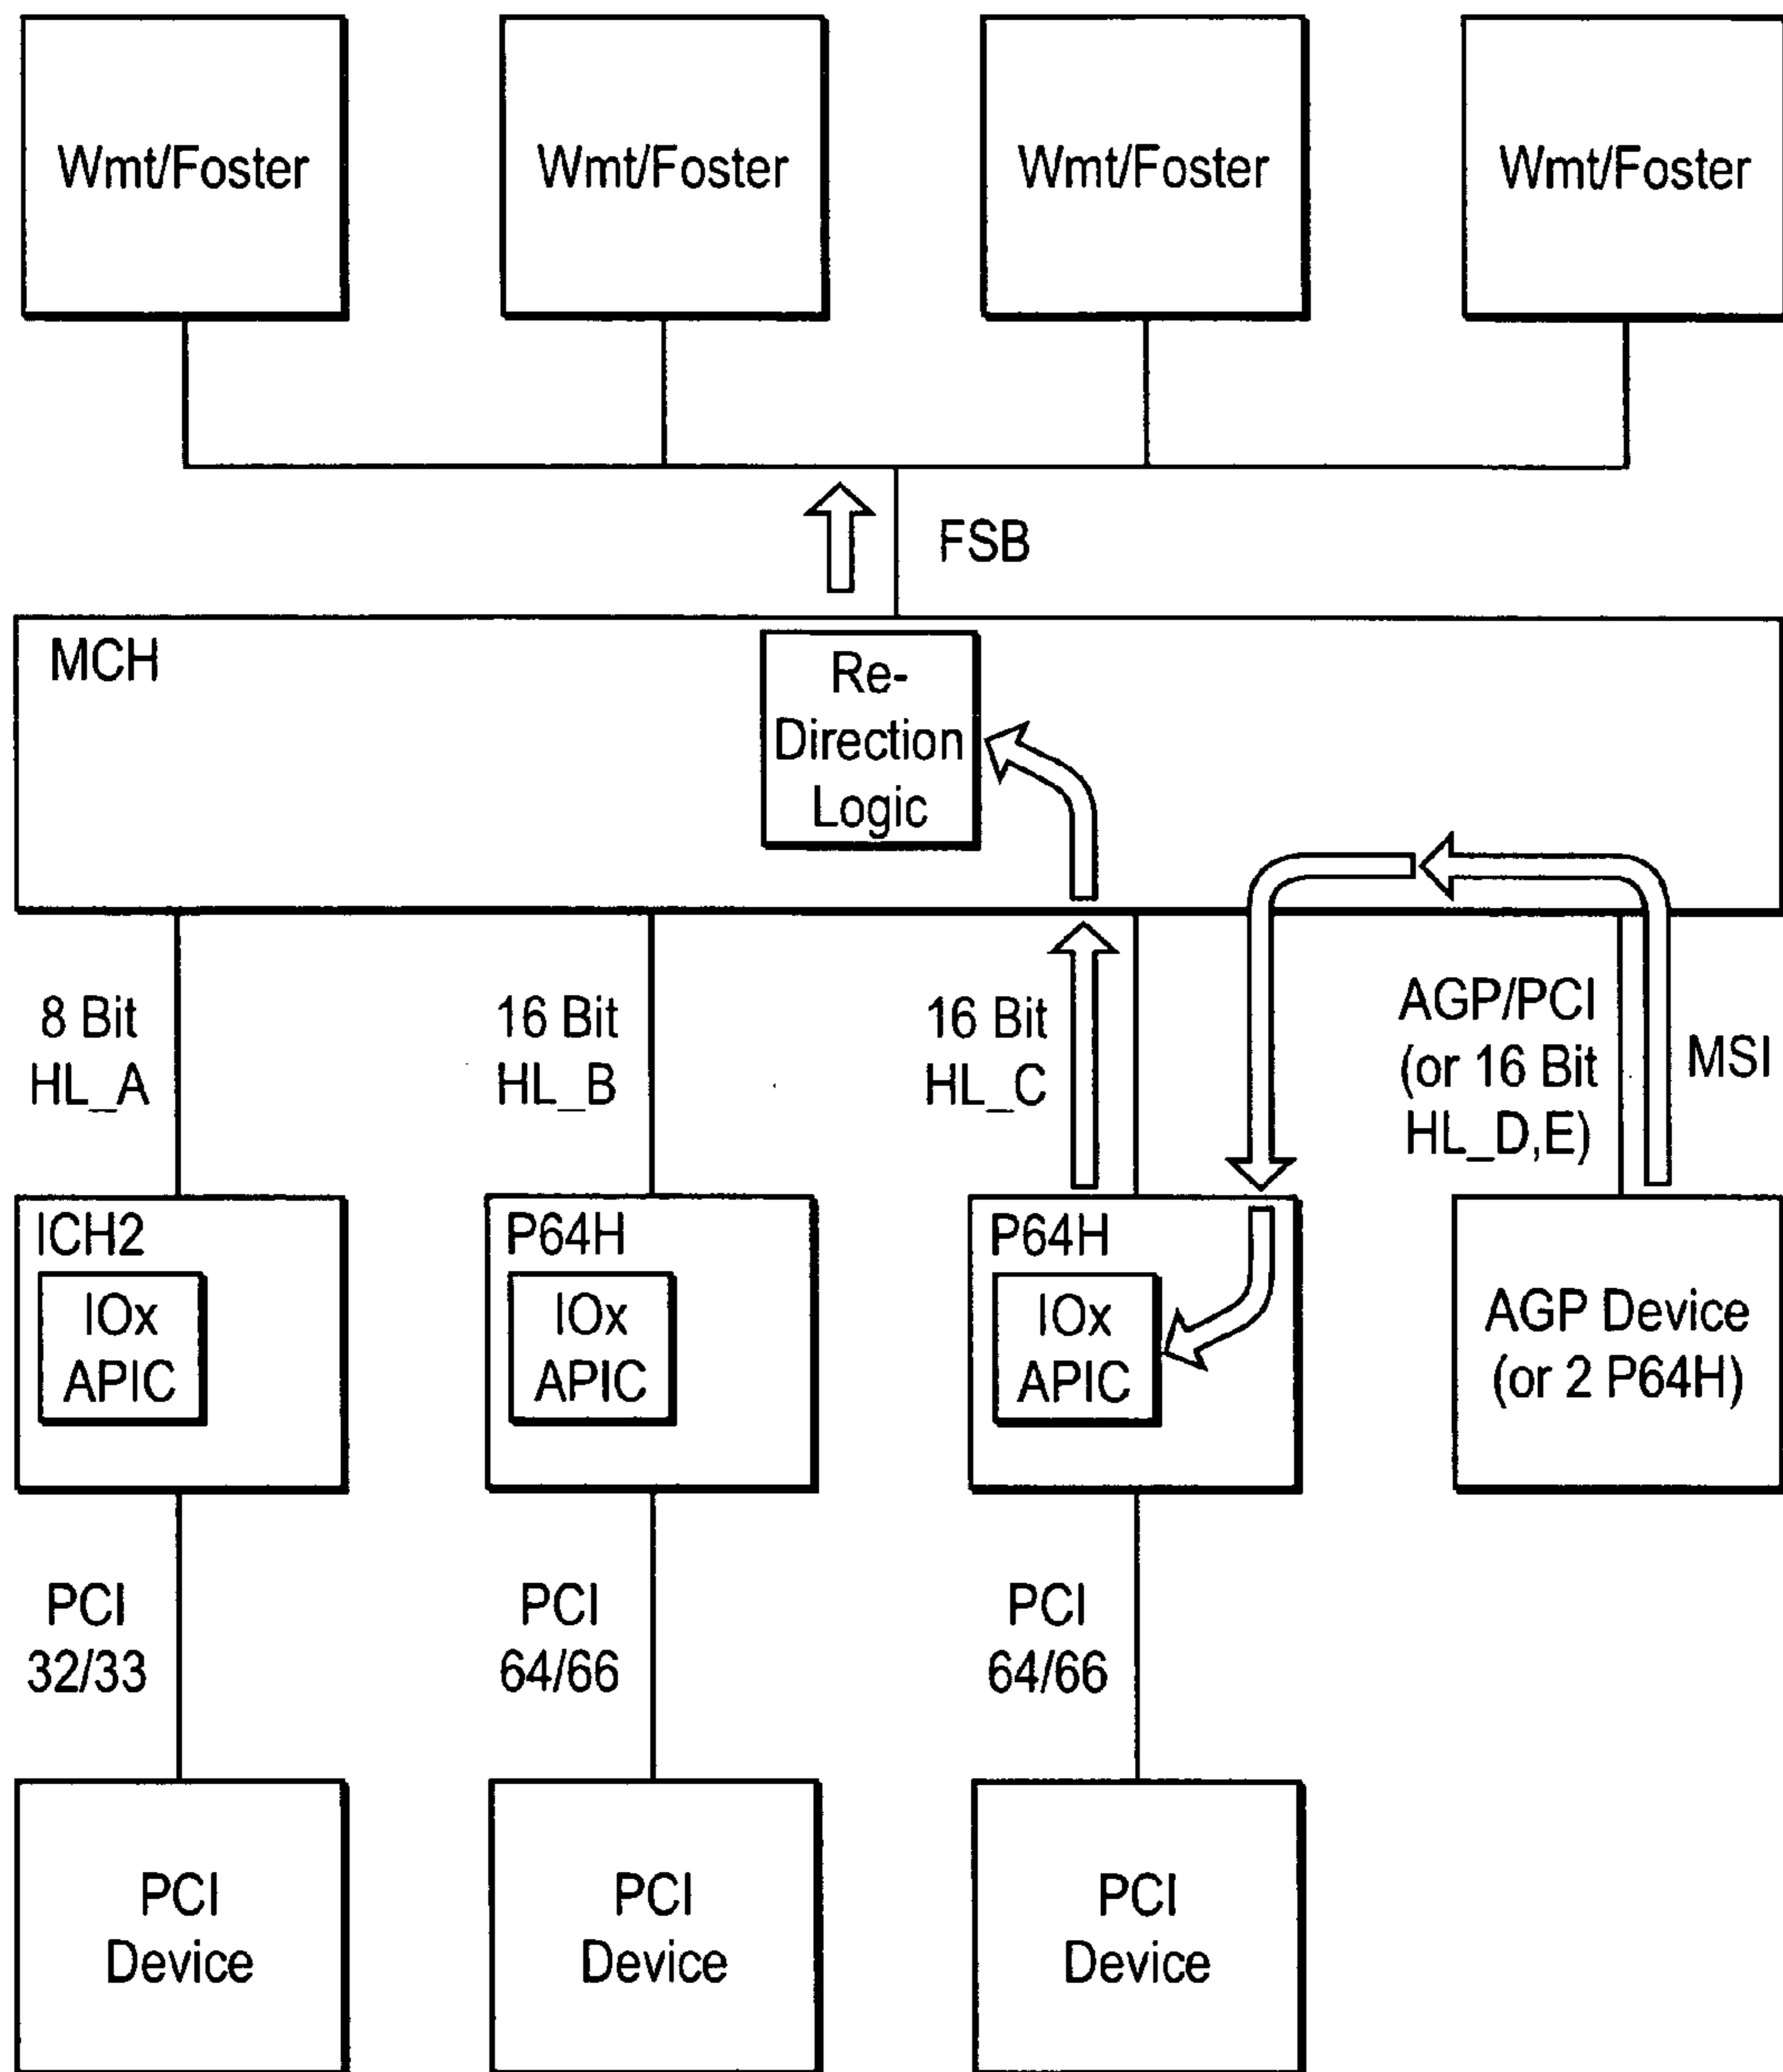 Wmt/Foster
Wmt/Foster
Wmt/Foster
Wmt/Foster
FSB
MCH
Re-
Direction
Logic
8 Bit
HL_A
16 Bit
HL_B
16 Bit
HL_C
AGP/PCI
(or 16 Bit
HL_D,E)
MSI
ICH2
IOx
APIC
P64H
IOx
APIC
P64H
IOx
APIC
AGP Device
(or 2 P64H)
PCI
32/33
PCI
64/66
PCI
64/66
PCI
Device
PCI
Device
PCI
Device